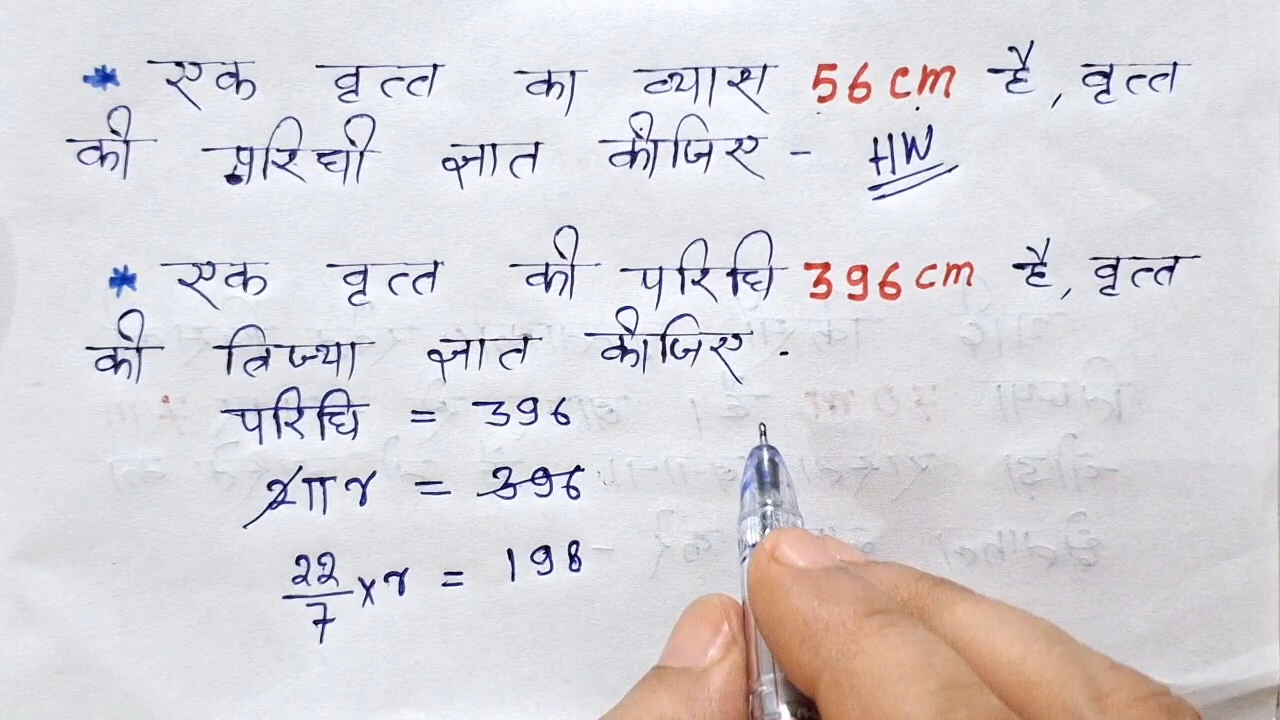 * एक वृत्त का व्यास 56 cm है, वृत्त
की परिघी ज्ञात कीजिए - HW
* एक वृत्त की परिघि 396 cm है, वृत्त
की त्रिज्या ज्ञात कीजिए.
परिघि = 396
2πr = 396
22/7 × r = 198